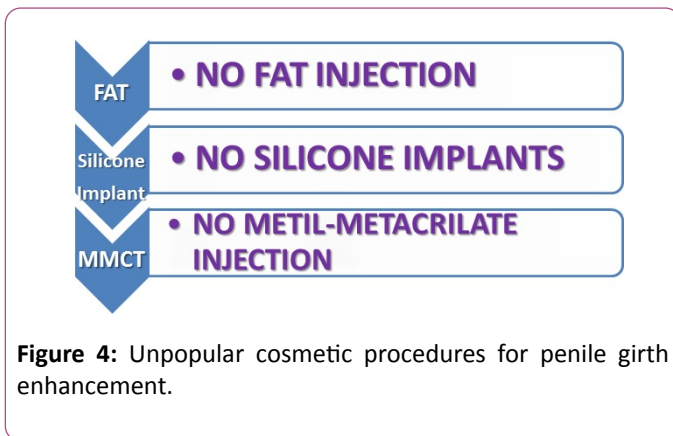 FAT
• NO FAT INJECTION
Silicone
Implant
• NO SILICONE IMPLANTS
MMCT
• NO METIL-METACRILATE
INJECTION
Figure 4: Unpopular cosmetic procedures for penile girth
enhancement.